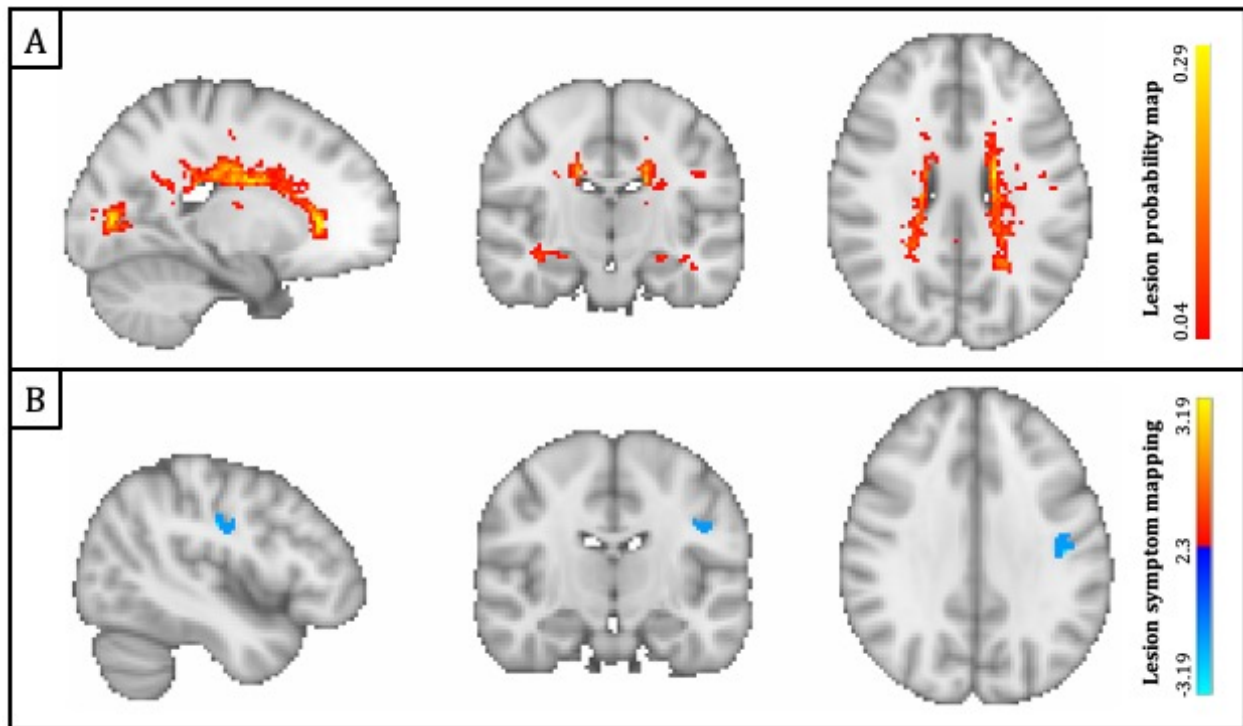 A
0.29
Lesion probability map
0.04
B
3.19
Lesion symptom mapping
2.3
-3.19